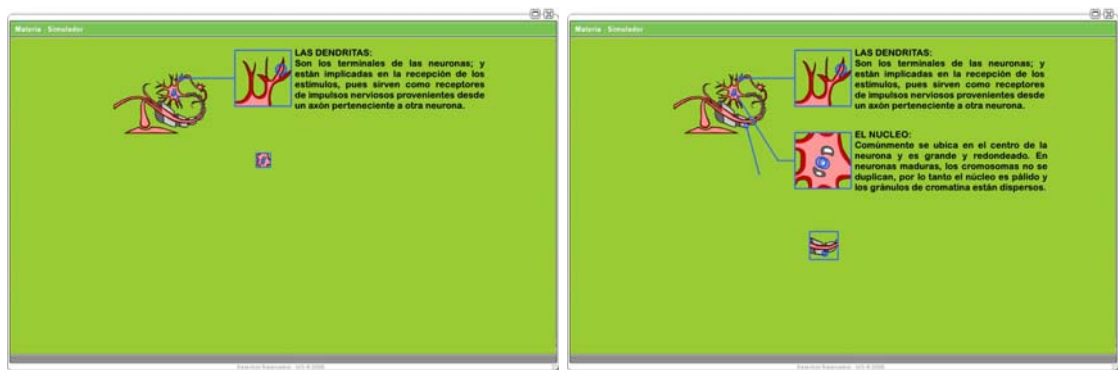 Materia - Simulador
LAS DENDRITAS:
Son los terminales de las neuronas; y
están implicadas en la recepción de los
estímulos, pues sirven como receptores
de impulsos nerviosos provenientes desde
un axón perteneciente a otra neurona.
Materia - Simulador
LAS DENDRITAS:
Son los terminales de las neuronas; y
están implicadas en la recepción de los
estímulos, pues sirven como receptores
de impulsos nerviosos provenientes desde
un axón perteneciente a otra neurona.
EL NUCLEO:
Comúnmente se ubica en el centro de la
neurona y es grande y redondeado. En
neuronas maduras, los cromosomas no se
duplican, por lo tanto el núcleo es pálido y
los gránulos de cromatina están dispersos.